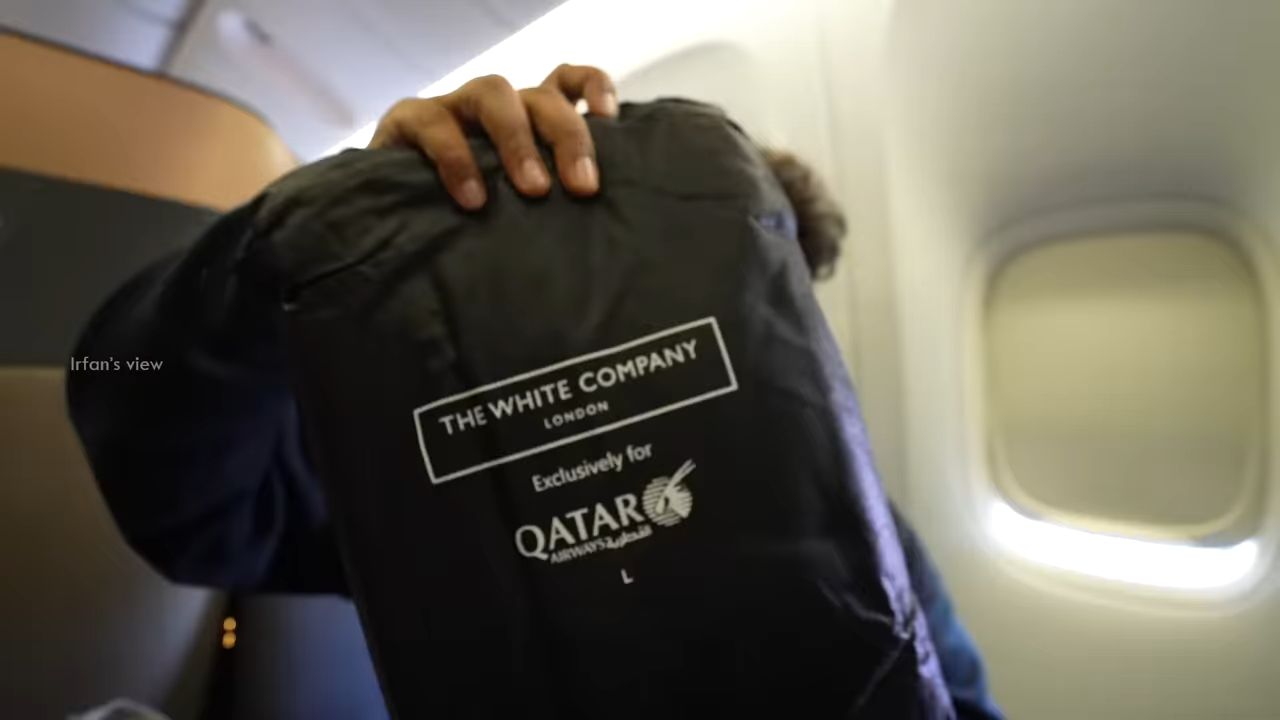 Irfan's view
THE WHITE COMPANY
LONDON
Exclusively for
QATAR
AIRWAYS القطرية
L